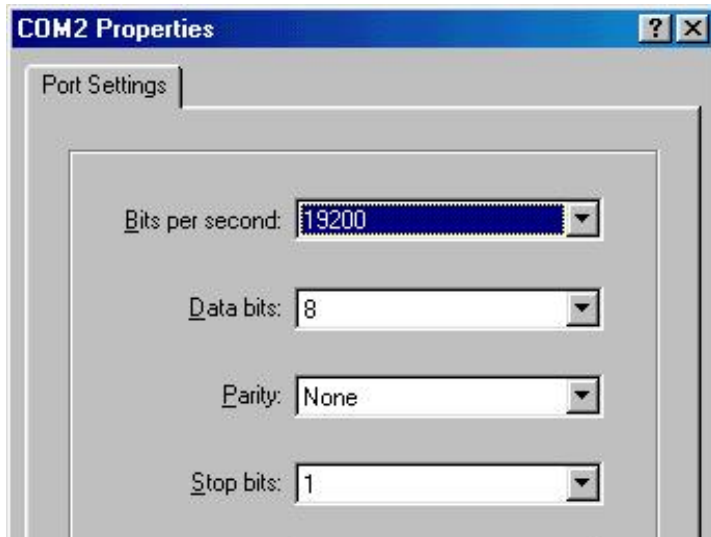 COM2 Properties
Port Settings
Bits per second: 19200
Data bits: 8
Parity: None
Stop bits: 1